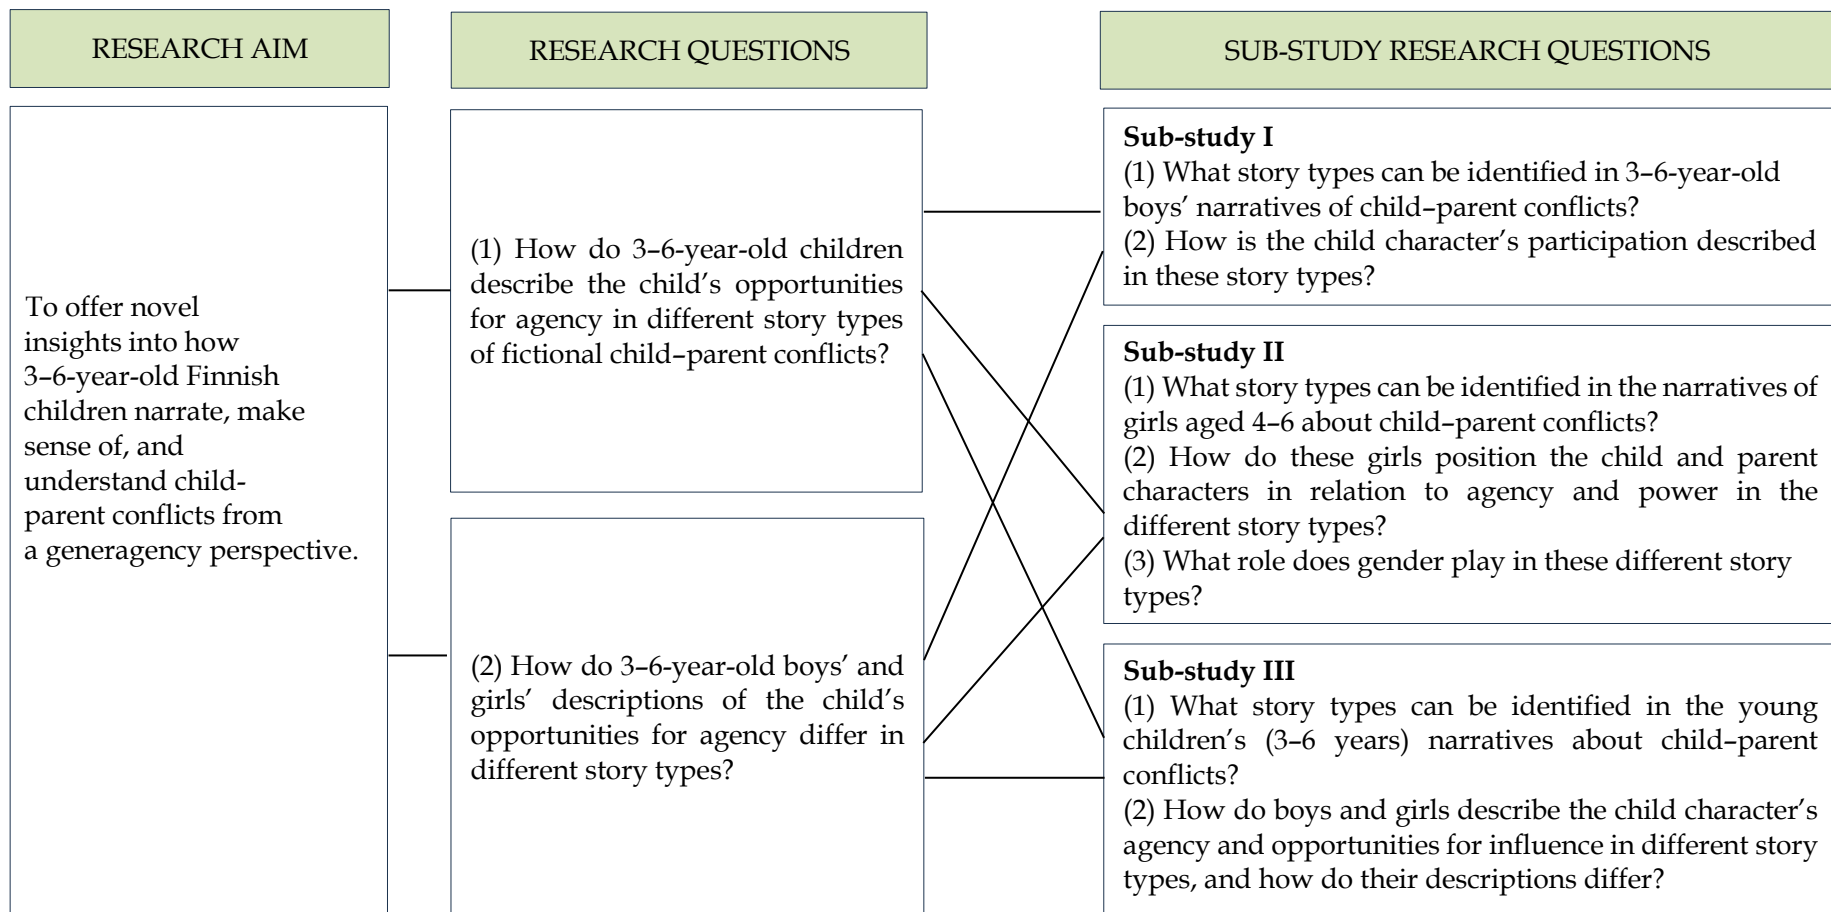 RESEARCH AIM
RESEARCH QUESTIONS
SUB-STUDY RESEARCH QUESTIONS
To offer novel
insights into how
3–6-year-old Finnish
children narrate, make
sense of, and
understand child-
parent conflicts from
a generagency perspective.
(1) How do 3–6-year-old children
describe the child’s opportunities
for agency in different story types
of fictional child–parent conflicts?
(2) How do 3–6-year-old boys’ and
girls’ descriptions of the child’s
opportunities for agency differ in
different story types?
Sub-study I
(1) What story types can be identified in 3–6-year-old
boys’ narratives of child–parent conflicts?
(2) How is the child character’s participation described
in these story types?
Sub-study II
(1) What story types can be identified in the narratives of
girls aged 4–6 about child–parent conflicts?
(2) How do these girls position the child and parent
characters in relation to agency and power in the
different story types?
(3) What role does gender play in these different story
types?
Sub-study III
(1) What story types can be identified in the young
children’s (3–6 years) narratives about child–parent
conflicts?
(2) How do boys and girls describe the child character’s
agency and opportunities for influence in different story
types, and how do their descriptions differ?